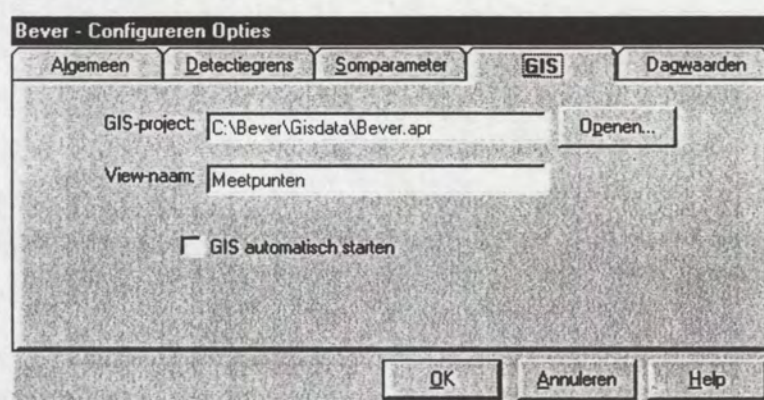 Bever - Configureren Opties
Algemeen Detectiegrens Somparameter GIS Dagwaarden
GIS-project: C:\Bever\Gisdata\Bever.apr Openen...
View-naam: Meetpunten
GIS automatisch starten
OK Annuleren Help